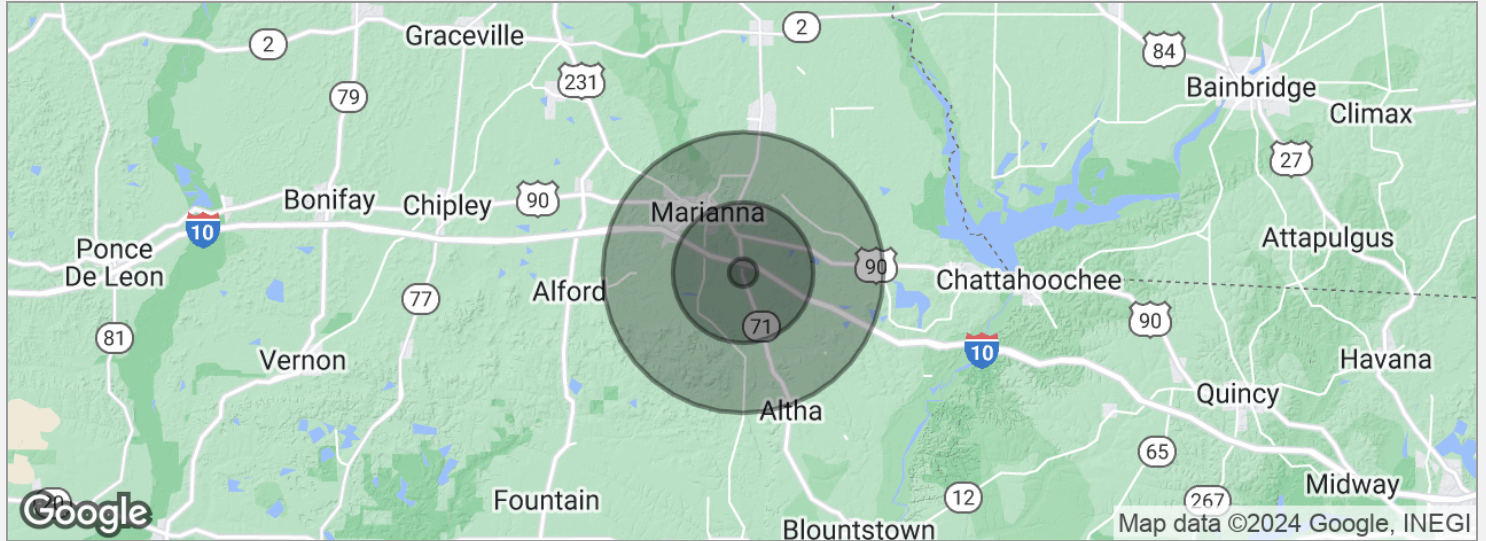 2
Graceville
2
84
231
79
Bainbridge
Climax
27
Bonifay
Chipley
90
Marianna
10
Ponce
De Leon
Attapulgus
90
Chattahoochee
Alford
77
71
90
81
Vernon
10
Havana
Quincy
Altha
65
Midway
Fountain
12
267
20
Google
Blountstown
Map data ©2024 Google, INEGI